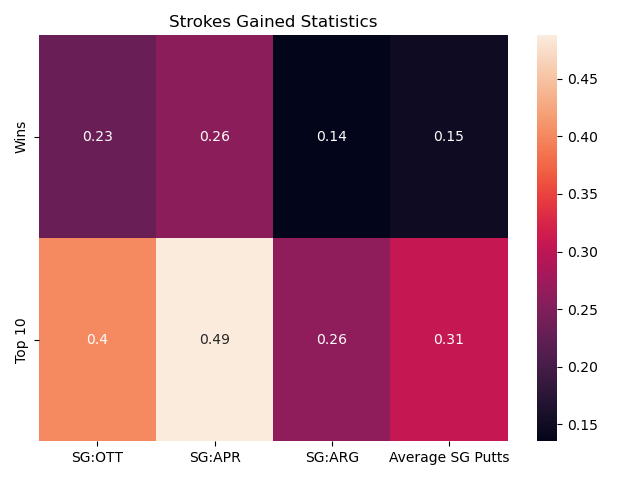 Strokes Gained Statistics
Wins
0.23 0.26 0.14 0.15
Top 10
0.4 0.49 0.26 0.31
SG:OTT SG:APR SG:ARG Average SG Putts
0.45
0.40
0.35
0.30
0.25
0.20
0.15